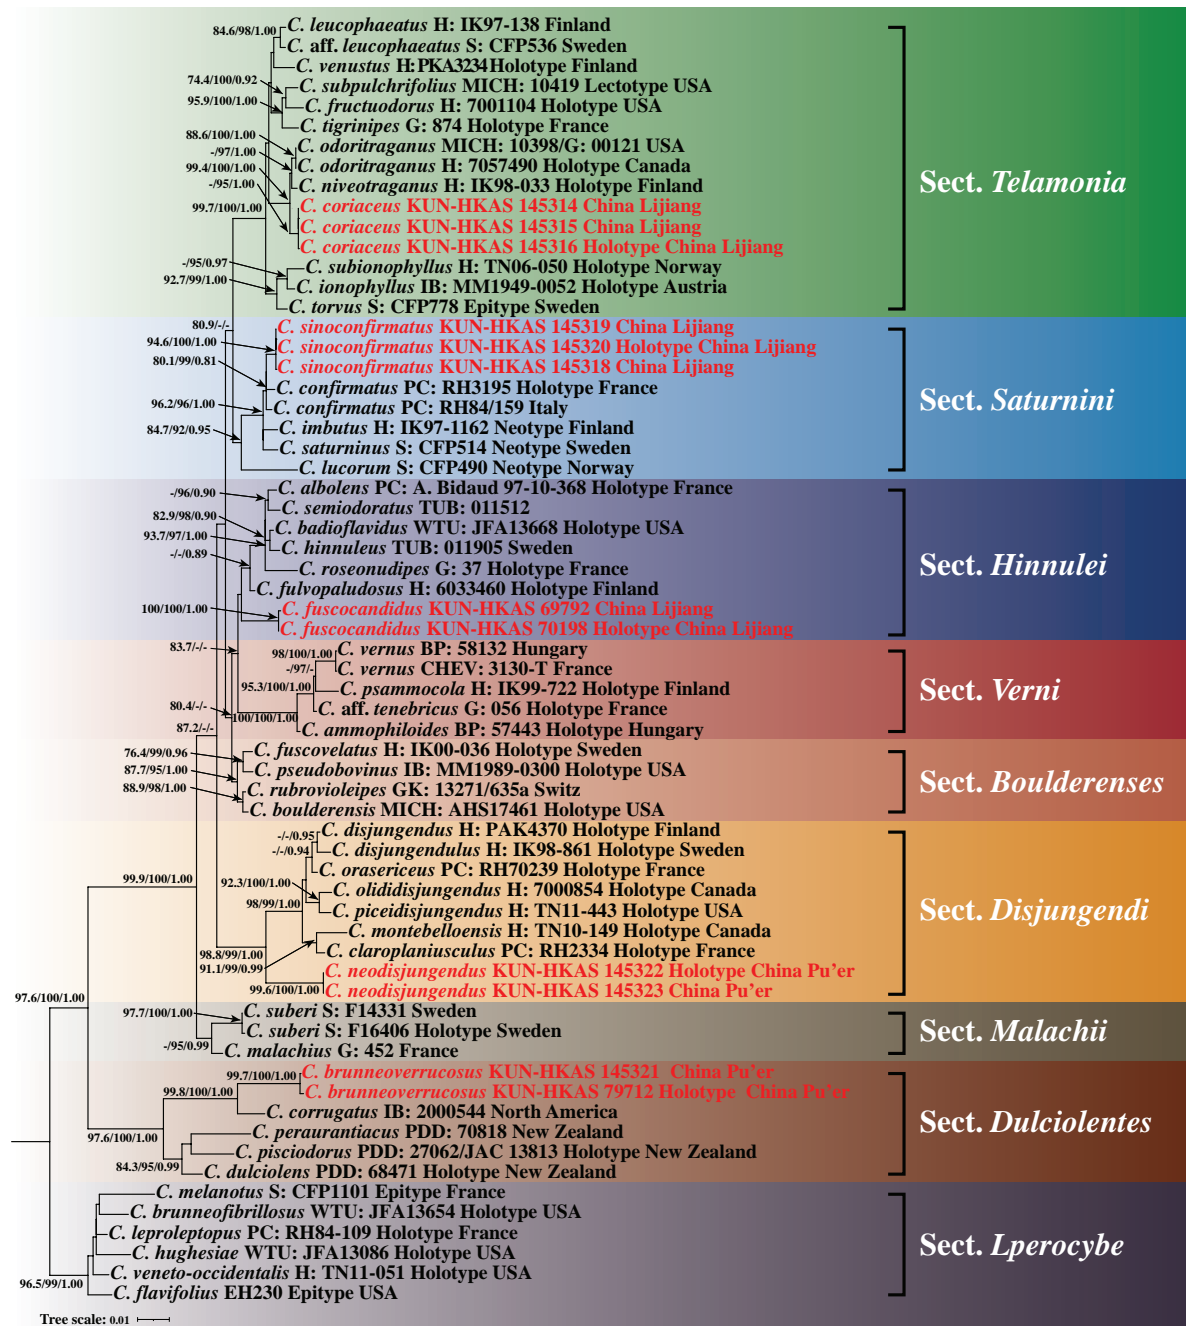 84.6/98/1.00
C. leucophaeatus H: IK97-138 Finland
C. aff. leucophaeatus S: CFP536 Sweden
C. venustus H:PKA3234Holotype Finland
74.4/100/0.92
C. subpulchrifolius MICH: 10419 Lectotype USA
95.9/100/1.00
C. fructuodorus H: 7001104 Holotype USA
C. tigrinipes G: 874 Holotype France
88.6/100/1.00
C. odoritraganus MICH: 10398/G: 00121 USA
-/97/1.00
C. odoritraganus H: 7057490 Holotype Canada
99.4/100/1.00
C. niveotraganus H: IK98-033 Holotype Finland
-/95/1.00
C. coriaceus KUN-HKAS 145314 China Lijiang
99.7/100/1.00
C. coriaceus KUN-HKAS 145315 China Lijiang
C. coriaceus KUN-HKAS 145316 Holotype China Lijiang
-/95/0.97
C. subionophyllus H: TN06-050 Holotype Norway
92.7/99/1.00
C. ionophyllus IB: MM1949-0052 Holotype Austria
C. torvus S: CFP778 Epitype Sweden
Sect. Telamonia
80.9/-/-
C. sinoconfirmatus KUN-HKAS 145319 China Lijiang
94.6/100/1.00
C. sinoconfirmatus KUN-HKAS 145320 Holotype China Lijiang
80.1/99/0.81
C. sinoconfirmatus KUN-HKAS 145318 China Lijiang
C. confirmatus PC: RH3195 Holotype France
96.2/96/1.00
C. confirmatus PC: RH84/159 Italy
84.7/92/0.95
C. imbutus H: IK97-1162 Neotype Finland
C. saturninus S: CFP514 Neotype Sweden
C. lucorum S: CFP490 Neotype Norway
Sect. Saturnini
-/96/0.90
C. albolens PC: A. Bidaud 97-10-368 Holotype France
C. semiodoratus TUB: 011512
82.9/98/0.90
C. badioflavidus WTU: JFA13668 Holotype USA
93.7/97/1.00
C. hinnuleus TUB: 011905 Sweden
-/-/0.89
C. roseonudipes G: 37 Holotype France
C. fulvopaludosus H: 6033460 Holotype Finland
100/100/1.00
C. fuscocandidus KUN-HKAS 69792 China Lijiang
C. fuscocandidus KUN-HKAS 70198 Holotype China Lijiang
Sect. Hinnulei
83.7/-/-
98/100/1.00
C. vernus BP: 58132 Hungary
-/97/-
C. vernus CHEV: 3130-T France
95.3/100/1.00
C. psammocola H: IK99-722 Holotype Finland
80.4/-/-
C. aff. tenebricus G: 056 Holotype France
100/100/1.00
87.2/-/-
C. ammophiloides BP: 57443 Holotype Hungary
Sect. Verni
76.4/99/0.96
C. fuscovelatus H: IK00-036 Holotype Sweden
87.7/95/1.00
C. pseudobovinus IB: MM1989-0300 Holotype USA
88.9/98/1.00
C. rubrovioleipes GK: 13271/635a Switz
C. boulderensis MICH: AHS17461 Holotype USA
Sect. Boulderenses
-/-/0.95
C. disjungendus H: PAK4370 Holotype Finland
-/-/0.94
C. disjungendulus H: IK98-861 Holotype Sweden
99.9/100/1.00
C. orasericeus PC: RH70239 Holotype France
92.3/100/1.00
C. olididisjungendus H: 7000854 Holotype Canada
98/99/1.00
C. piceidisjungendus H: TN11-443 Holotype USA
C. montebelloensis H: TN10-149 Holotype Canada
98.8/99/1.00
C. claroplaniusculus PC: RH2334 Holotype France
91.1/99/0.99
C. neodisjungendus KUN-HKAS 145322 Holotype China Pu'er
99.6/100/1.00
C. neodisjungendus KUN-HKAS 145323 China Pu'er
Sect. Disjungendi
97.6/100/1.00
97.7/100/1.00
C. suberi S: F14331 Sweden
C. suberi S: F16406 Holotype Sweden
-/95/0.99
C. malachius G: 452 France
Sect. Malachii
99.7/100/1.00
C. brunneoverrucosus KUN-HKAS 145321 China Pu'er
99.8/100/1.00
C. brunneoverrucosus KUN-HKAS 79712 Holotype China Pu'er
C. corrugatus IB: 2000544 North America
97.6/100/1.00
C. peraurantiacus PDD: 70818 New Zealand
C. pisciodorus PDD: 27062/JAC 13813 Holotype New Zealand
84.3/95/0.99
C. dulciolens PDD: 68471 Holotype New Zealand
Sect. Dulciolentes
C. melanotus S: CFP1101 Epitype France
C. brunneofibrillosus WTU: JFA13654 Holotype USA
C. leproleptopus PC: RH84-109 Holotype France
C. hughesiae WTU: JFA13086 Holotype USA
96.5/99/1.00
C. veneto-occidentalis H: TN11-051 Holotype USA
C. flavifolius EH230 Epitype USA
Sect. Lperocybe
Tree scale: 0.01